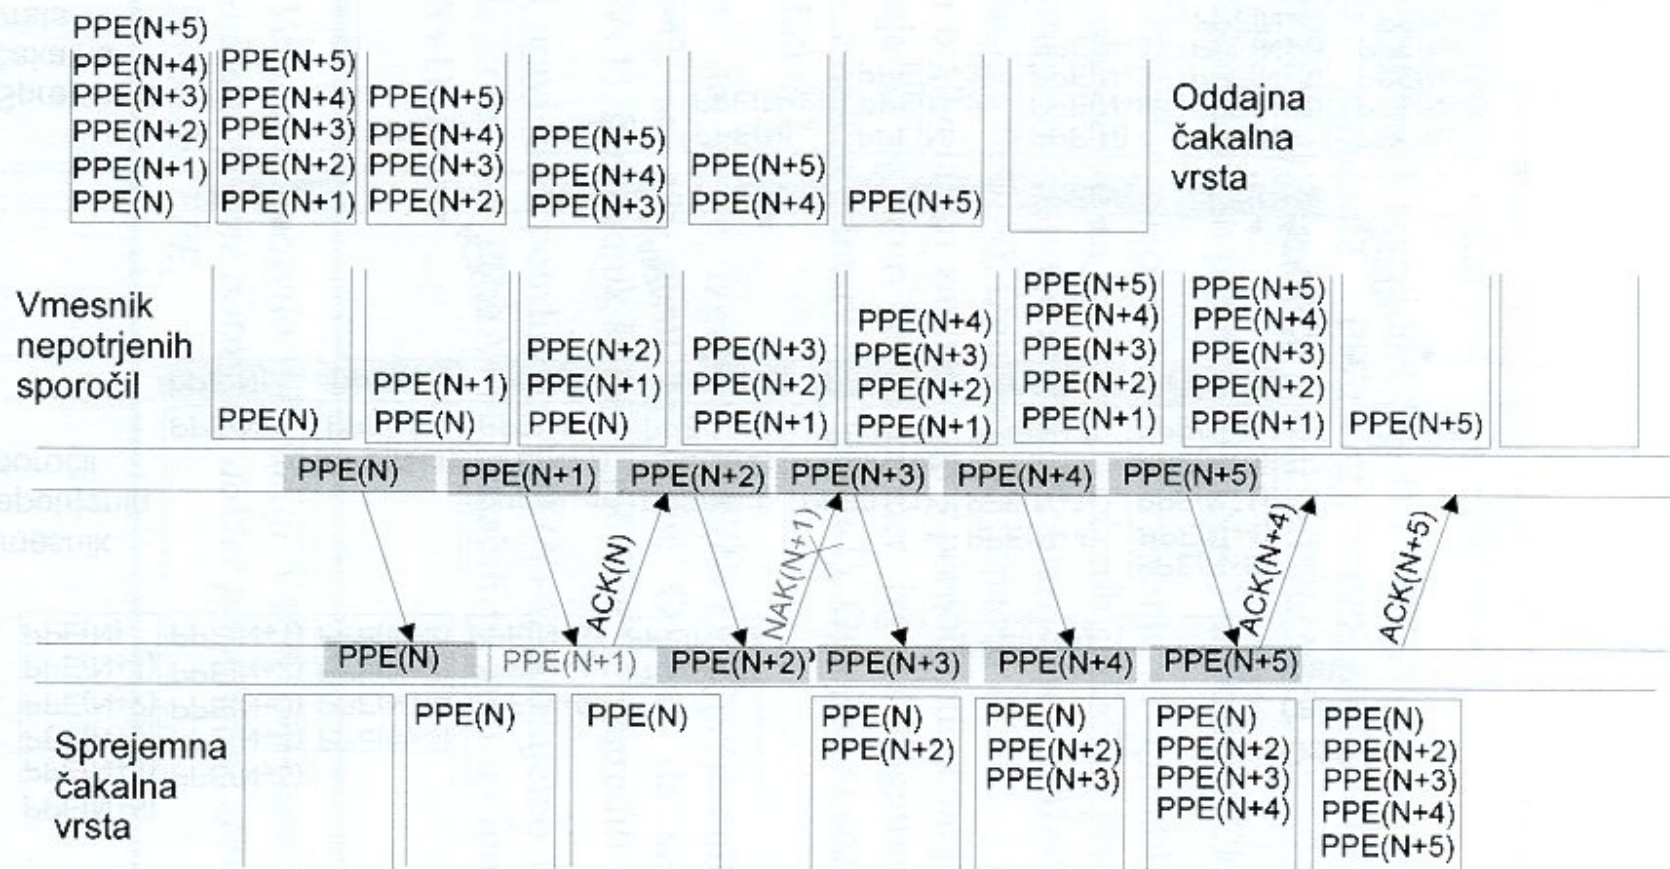 PPE(N+5)
PPE(N+4)
PPE(N+3)
PPE(N+2)
PPE(N+1)
PPE(N)
PPE(N+5)
PPE(N+4)
PPE(N+3)
PPE(N+2)
PPE(N+1)
PPE(N+5)
PPE(N+4)
PPE(N+3)
PPE(N+2)
PPE(N+5)
PPE(N+4)
PPE(N+3)
PPE(N+5)
PPE(N+4)
PPE(N+5)
Oddajna
čakalna
vrsta
Vmesnik
nepotrjenih
sporočil
PPE(N)
PPE(N+1)
PPE(N)
PPE(N+2)
PPE(N+1)
PPE(N)
PPE(N+3)
PPE(N+2)
PPE(N+1)
PPE(N+4)
PPE(N+3)
PPE(N+2)
PPE(N+1)
PPE(N+5)
PPE(N+4)
PPE(N+3)
PPE(N+2)
PPE(N+1)
PPE(N+5)
PPE(N+4)
PPE(N+3)
PPE(N+2)
PPE(N+1)
PPE(N+5)
PPE(N) PPE(N+1) PPE(N+2) PPE(N+3) PPE(N+4) PPE(N+5)
ACK(N)
NAK(N+1)
ACK(N+4)
ACK(N+5)
PPE(N) PPE(N+1) PPE(N+2) PPE(N+3) PPE(N+4) PPE(N+5)
Sprejemna
čakalna
vrsta
PPE(N)
PPE(N)
PPE(N)
PPE(N+2)
PPE(N)
PPE(N+2)
PPE(N+3)
PPE(N)
PPE(N+2)
PPE(N+3)
PPE(N+4)
PPE(N)
PPE(N+2)
PPE(N+3)
PPE(N+4)
PPE(N+5)